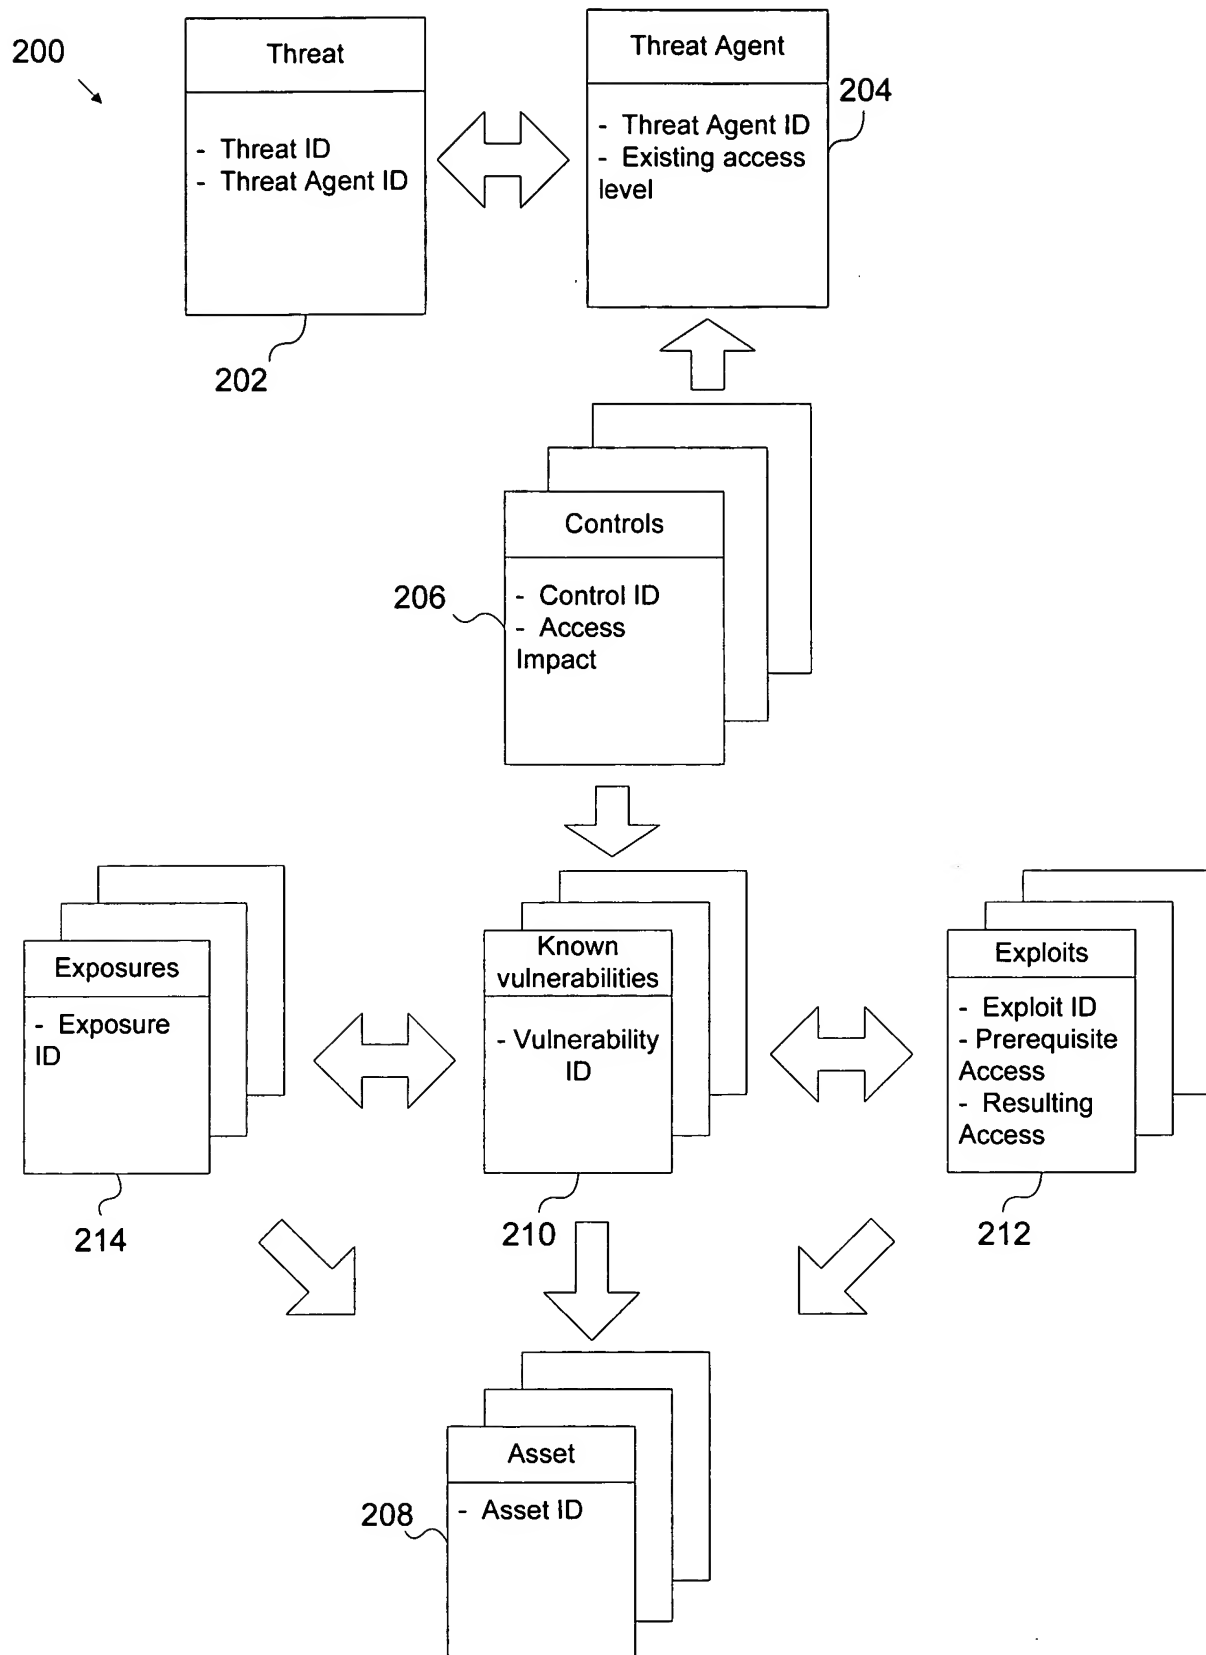 200
Threat
- Threat ID
- Threat Agent ID
202
Threat Agent
- Threat Agent ID
- Existing access
level
204
Controls
- Control ID
- Access
Impact
206
Exposures
- Exposure
ID
214
Known
vulnerabilities
- Vulnerability
ID
210
Exploits
- Exploit ID
- Prerequisite
Access
- Resulting
Access
212
Asset
- Asset ID
208